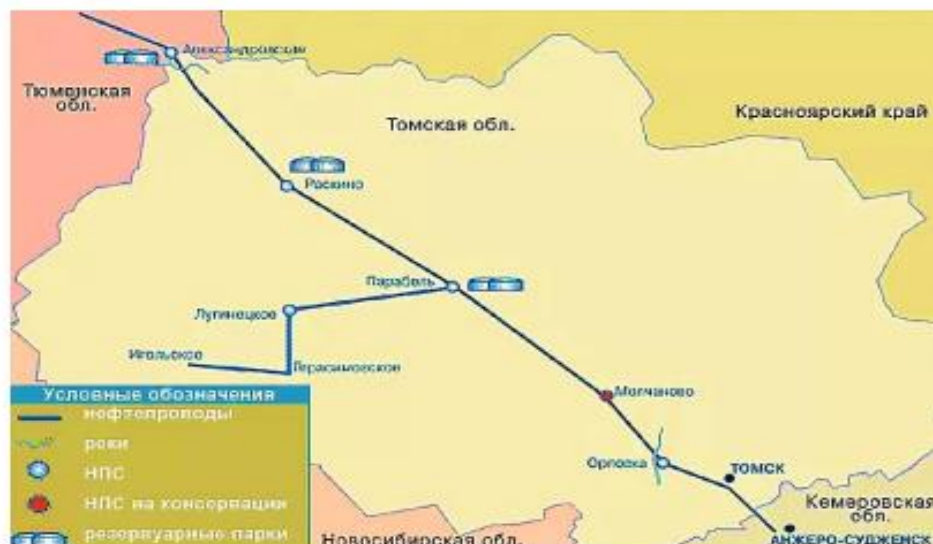 Александровская
Тюменская
обл.
Томская обл.
Красноярский край
Раскино
Парабель
Лугинецкое
Игольское
Герасимовское
Молчаново
Орловка
ТОМСК
Кемеровская
обл.
АНЖЕРО-СУДЖЕНСК
Новосибирская обл.
Условные обозначения
нефтепроводы
реки
НПС
НПС на консервации
резервуарные парки